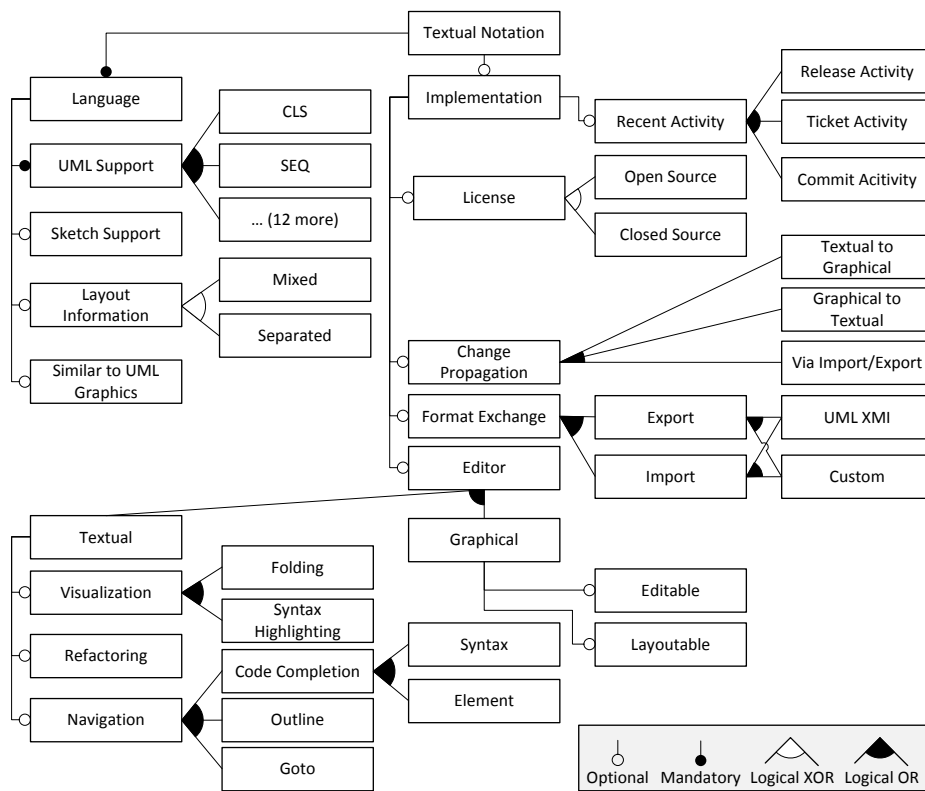 Textual Notation
Language
Implementation
Release Activity
CLS
Recent Activity
Ticket Activity
UML Support
SEQ
Open Source
Commit Acitivity
License
... (12 more)
Sketch Support
Closed Source
Textual to
Graphical
Mixed
Layout
Information
Graphical to
Textual
Separated
Change
Propagation
Via Import/Export
Similar to UML
Graphics
Format Exchange
Export
UML XMI
Editor
Import
Custom
Textual
Graphical
Folding
Visualization
Editable
Syntax
Highlighting
Syntax
Layoutable
Refactoring
Code Completion
Element
Navigation
Outline
Goto
Optional Mandatory Logical XOR Logical OR